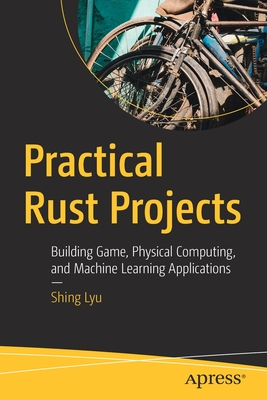 Practical
Rust Projects
Building Game, Physical Computing,
and Machine Learning Applications
—
Shing Lyu
Apress®